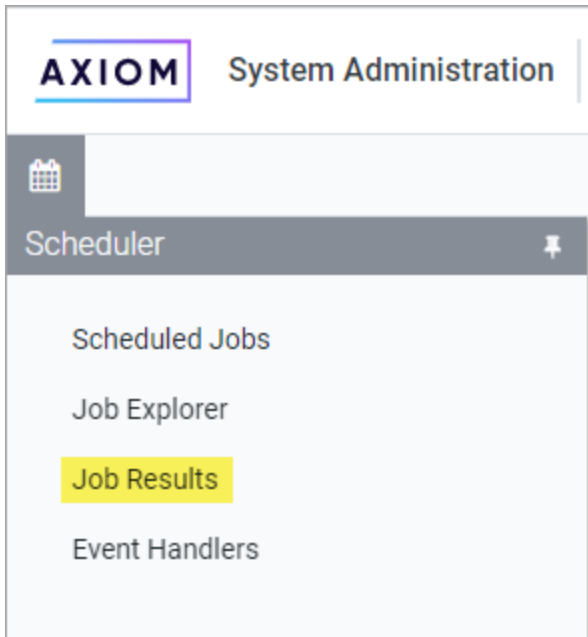 AXIOM System Administration
Scheduler
Scheduled Jobs
Job Explorer
Job Results
Event Handlers